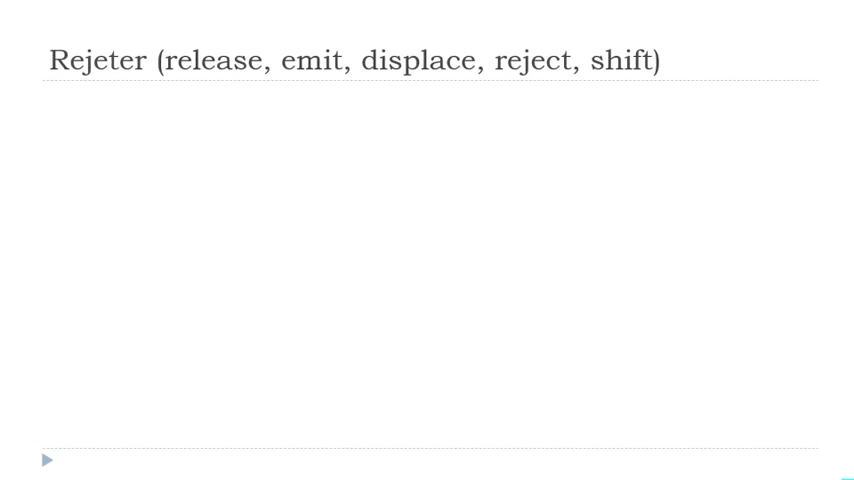 Rejeter (release, emit, displace, reject, shift)